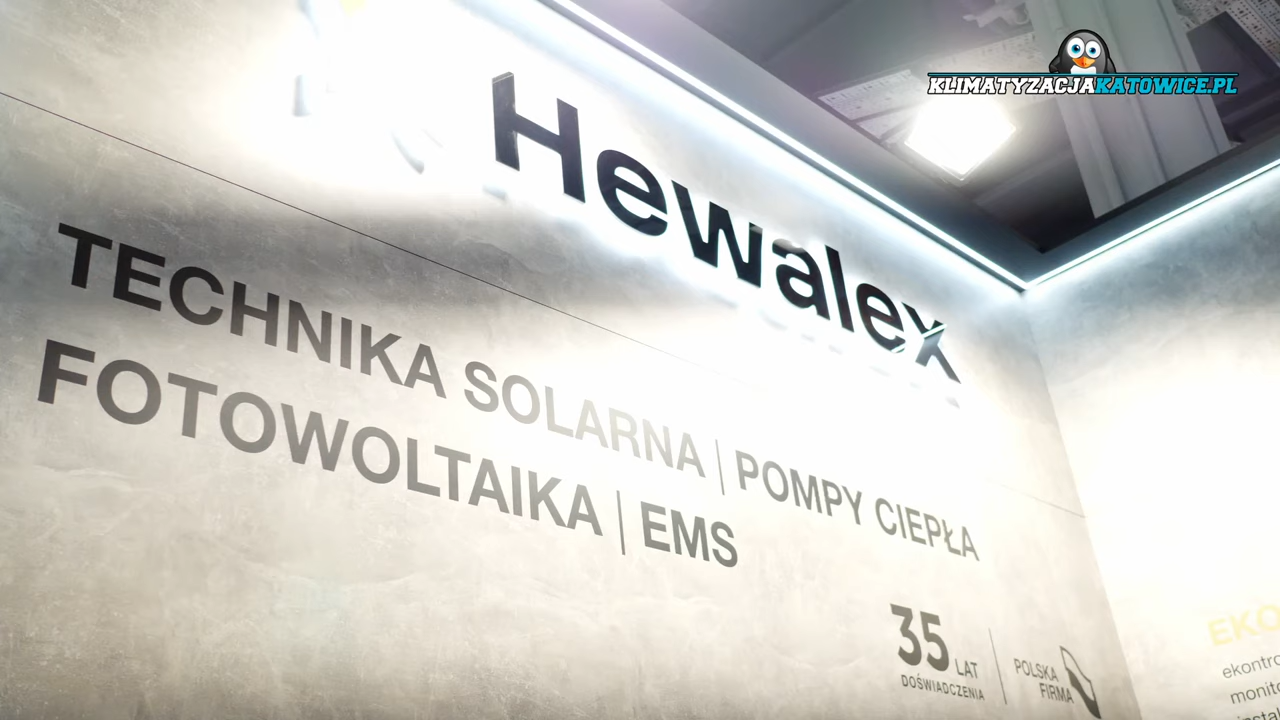 KLIMATYZACJAKATOWICE.PL
Hewalex
TECHNIKA SOLARNA | POMPY CIEPŁA
FOTOWOLTAIKA | EMS
35 LAT
DOŚWIADCZENIA
POLSKA
FIRMA